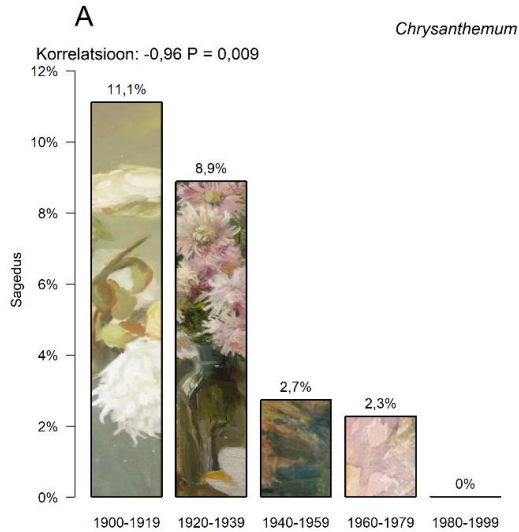 A
Chrysanthemum
Korrelatsioon: -0,96 P = 0,009
12%
11,1%
10%
8,9%
8%
Sagedus
6%
4%
2,7%
2,3%
2%
0%
0%
1900-1919 1920-1939 1940-1959 1960-1979 1980-1999